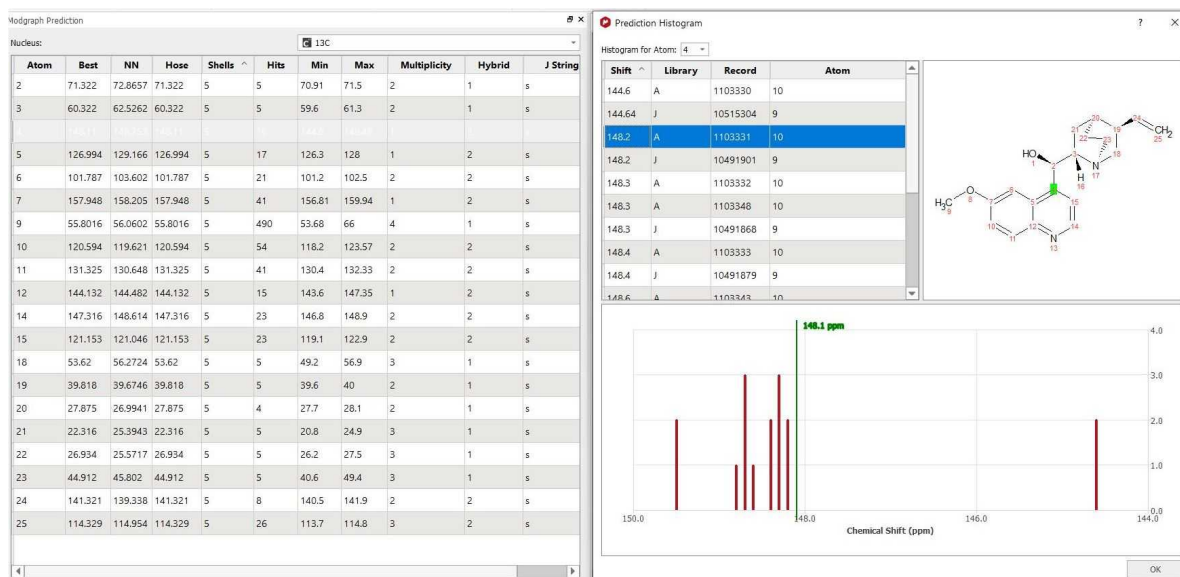 Modgraph Prediction
Nucleus: C 13C
Atom Best NN Hose Shells Hits Min Max Multiplicity Hybrid J String
2 71.322 72.8657 71.322 5 5 70.91 71.5 2 1 s
3 60.322 62.5262 60.322 5 5 59.6 61.3 2 1 s
5 126.994 129.166 126.994 5 17 126.3 128 1 2 s
6 101.787 103.602 101.787 5 21 101.2 102.5 2 2 s
7 157.948 158.205 157.948 5 41 156.81 159.94 1 2 s
9 55.8016 56.0602 55.8016 5 490 53.68 66 4 1 s
10 120.594 119.621 120.594 5 54 118.2 123.57 2 2 s
11 131.325 130.648 131.325 5 41 130.4 132.33 2 2 s
12 144.132 144.482 144.132 5 15 143.6 147.35 1 2 s
14 147.316 148.614 147.316 5 23 146.8 148.9 2 2 s
15 121.153 121.046 121.153 5 23 119.1 122.9 2 2 s
18 53.62 56.2724 53.62 5 5 49.2 56.9 3 1 s
19 39.818 39.6746 39.818 5 5 39.6 40 2 1 s
20 27.875 26.9941 27.875 5 4 27.7 28.1 2 1 s
21 22.316 25.3943 22.316 5 5 20.8 24.9 3 1 s
22 26.934 25.5717 26.934 5 5 26.2 27.5 3 1 s
23 44.912 45.802 44.912 5 5 40.6 49.4 3 1 s
24 141.321 139.338 141.321 5 8 140.5 141.9 2 2 s
25 114.329 114.954 114.329 5 26 113.7 114.8 3 2 s
Prediction Histogram ?
Histogram for Atom: 4
Shift Library Record Atom
144.6 A 1103330 10
144.64 J 10515304 9
148.2 A 1103331 10
148.2 J 10491901 9
148.3 A 1103332 10
148.3 A 1103348 10
148.3 J 10491868 9
148.4 A 1103333 10
148.4 J 10491879 9
148.6 A 1103343 10
20 24
21 22 23 19 CH₂
25
HO 3 18
1 2 N
H 17
16
O 6 15
H₃C 8 7 5
9
10 12 14
11 N
13
148.1 ppm
4.0
3.0
2.0
1.0
0.0
150.0 148.0 146.0 144.0
Chemical Shift (ppm)
OK